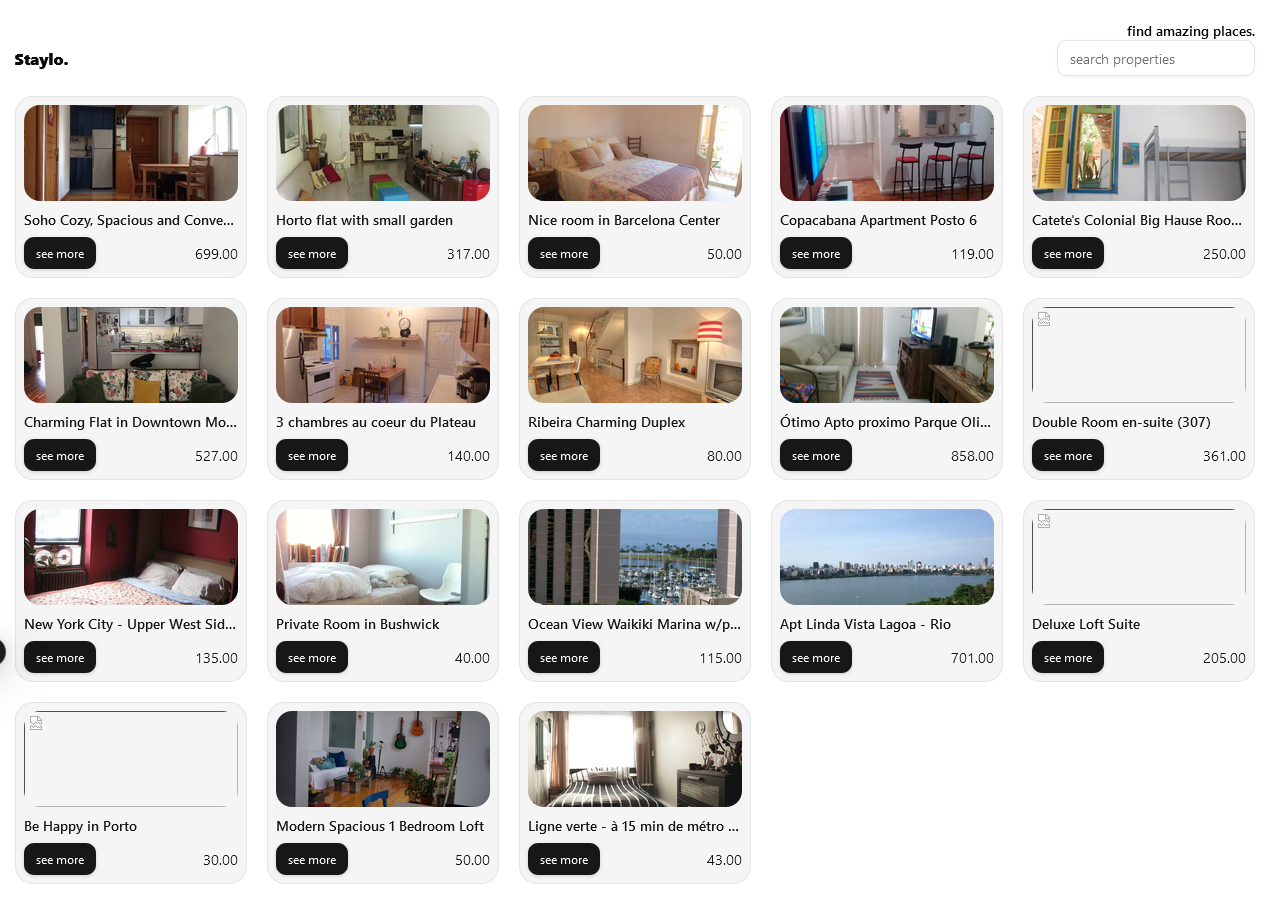 find amazing places.
Staylo.
search properties
Soho Cozy, Spacious and Conve...
see more 699.00
Horto flat with small garden
see more 317.00
Nice room in Barcelona Center
see more 50.00
Copacabana Apartment Posto 6
see more 119.00
Catete's Colonial Big Hause Roo...
see more 250.00
Charming Flat in Downtown Mo...
see more 527.00
3 chambres au coeur du Plateau
see more 140.00
Ribeira Charming Duplex
see more 80.00
Ótimo Apto proximo Parque Oli...
see more 858.00
Double Room en-suite (307)
see more 361.00
New York City - Upper West Sid...
see more 135.00
Private Room in Bushwick
see more 40.00
Ocean View Waikiki Marina w/p...
see more 115.00
Apt Linda Vista Lagoa - Rio
see more 701.00
Deluxe Loft Suite
see more 205.00
Be Happy in Porto
see more 30.00
Modern Spacious 1 Bedroom Loft
see more 50.00
Ligne verte - à 15 min de métro ...
see more 43.00